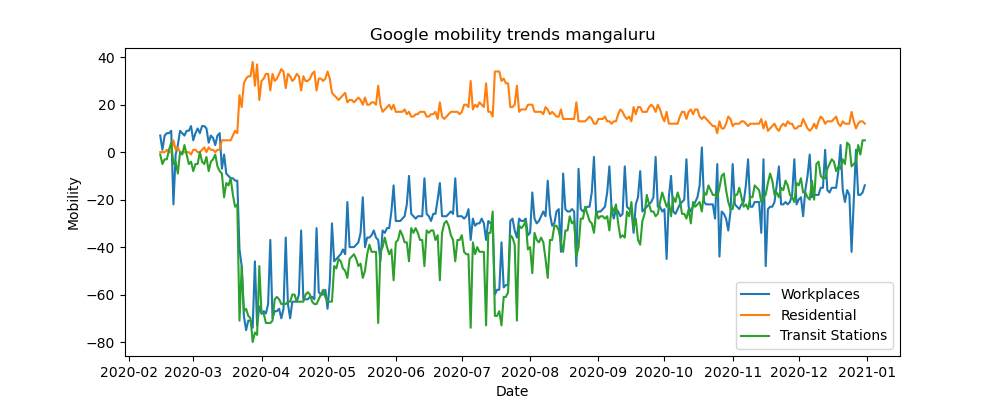 Google mobility trends mangaluru
40
20
0
−20
−40
−60
−80
Mobility
Workplaces
Residential
Transit Stations
2020-02 2020-03 2020-04 2020-05 2020-06 2020-07 2020-08 2020-09 2020-10 2020-11 2020-12 2021-01
Date